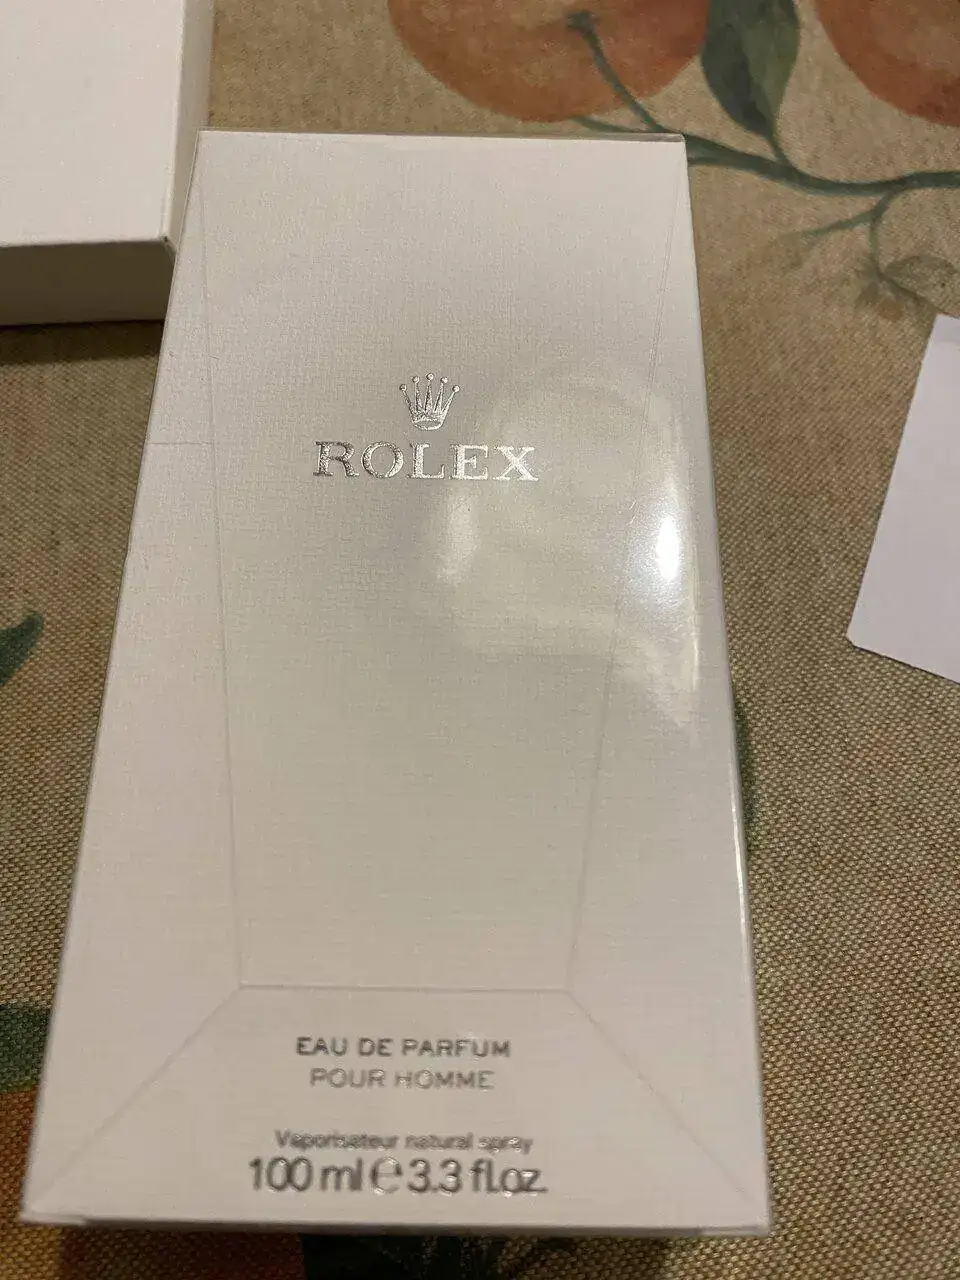 ROLEX
EAU DE PARFUM
POUR HOMME
Vaporisateur natural spray
100 ml e 3.3 fl.oz.